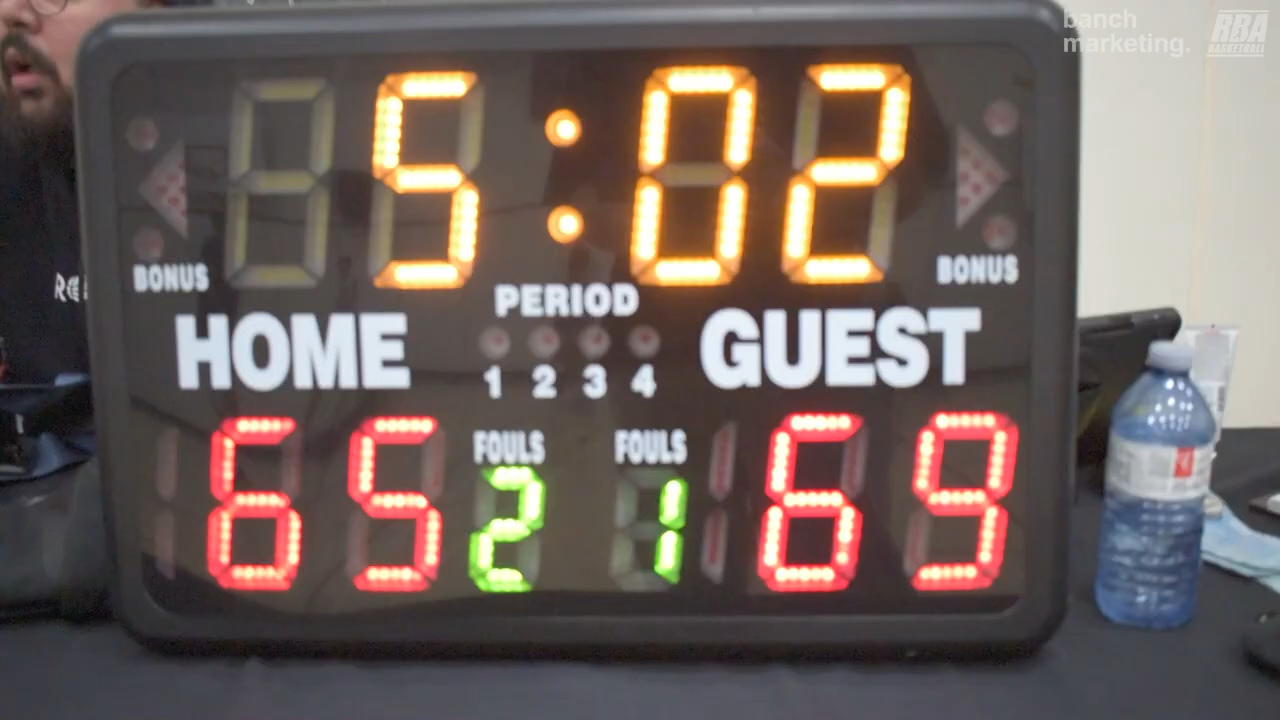 banch
marketing.
RBA
BASKETBALL
5:02
BONUS
BONUS
PERIOD
HOME
GUEST
1 2 3 4
FOULS
FOULS
65
2
1
69